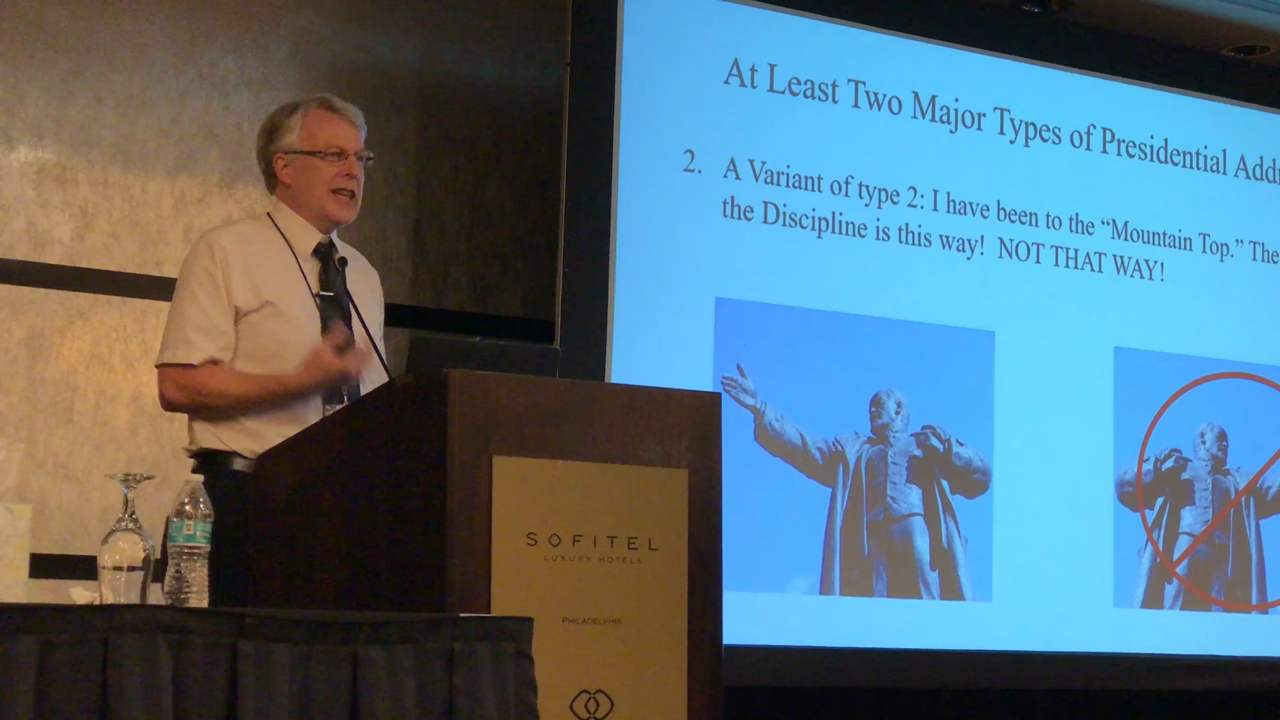 At Least Two Major Types of Presidential
2. A Variant of type 2: I have been to the “Mountain Top.” The
the Discipline is this way! NOT THAT WAY!
SOFITEL
LUXURY HOTELS
PHILADELPHIA